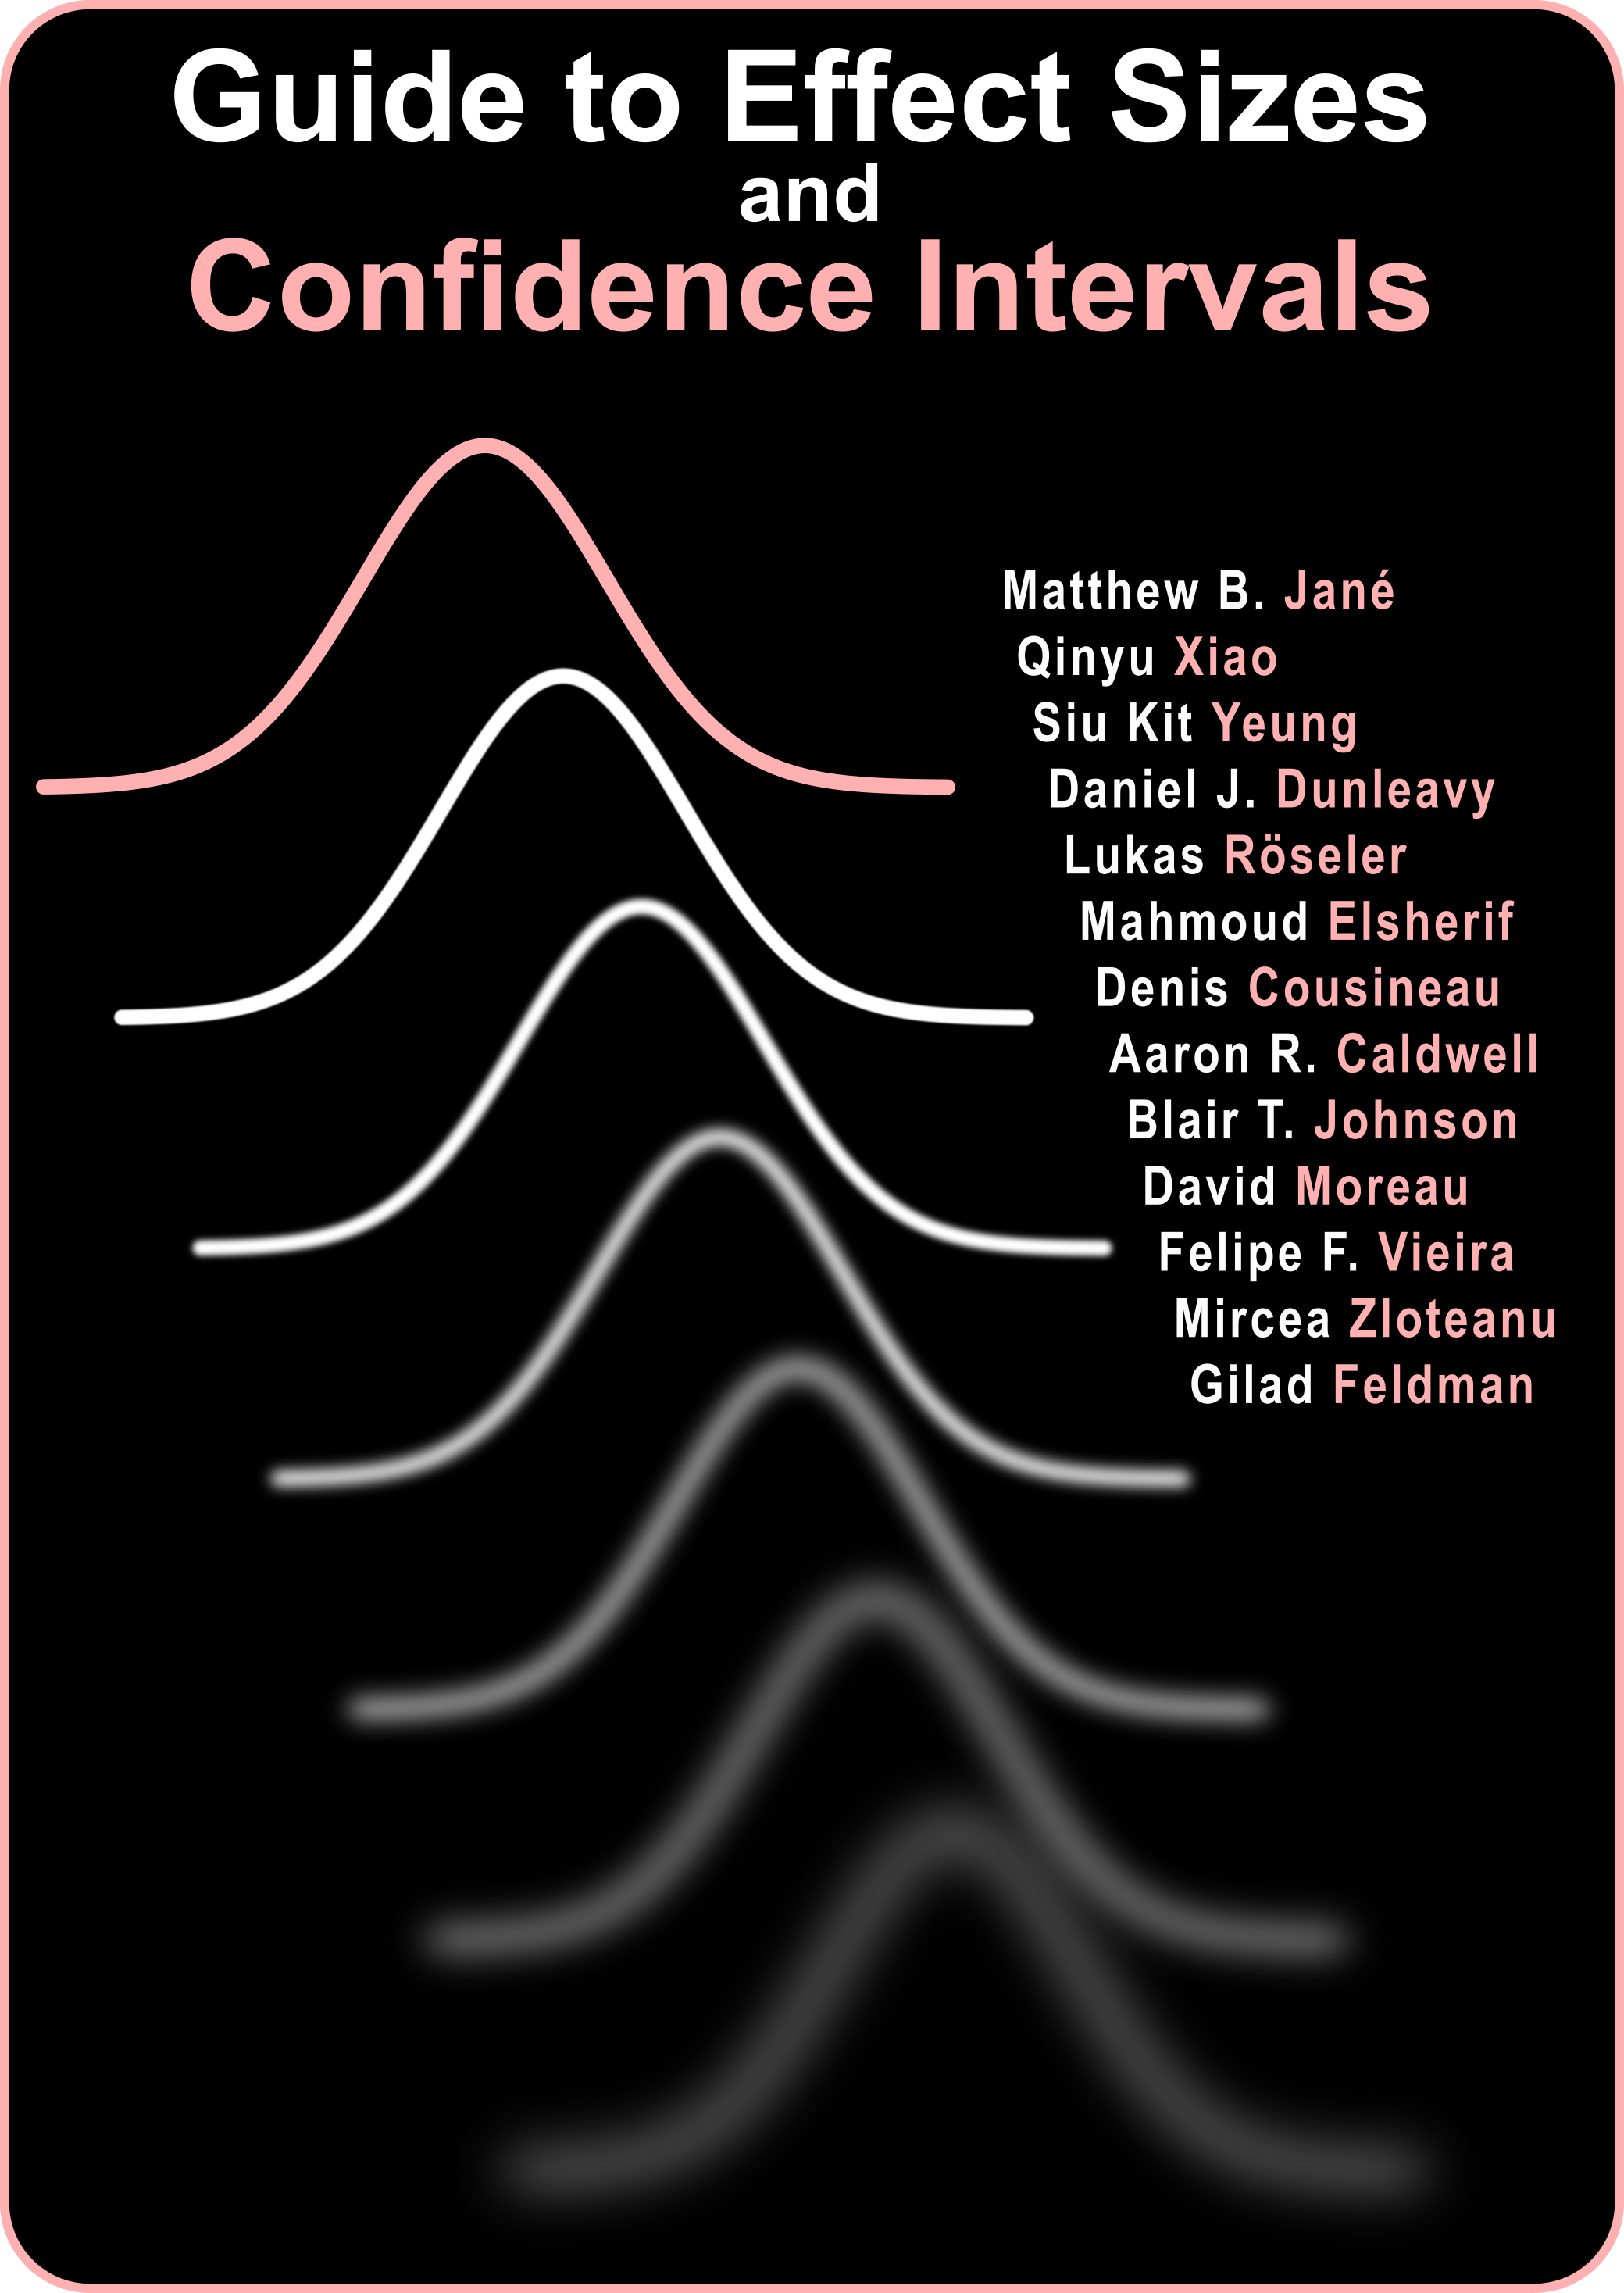 Guide to Effect Sizes
and
Confidence Intervals
Matthew B. Jané
Qinyu Xiao
Siu Kit Yeung
Daniel J. Dunleavy
Lukas Röseler
Mahmoud Elsherif
Denis Cousineau
Aaron R. Caldwell
Blair T. Johnson
David Moreau
Felipe F. Vieira
Mircea Zloteanu
Gilad Feldman